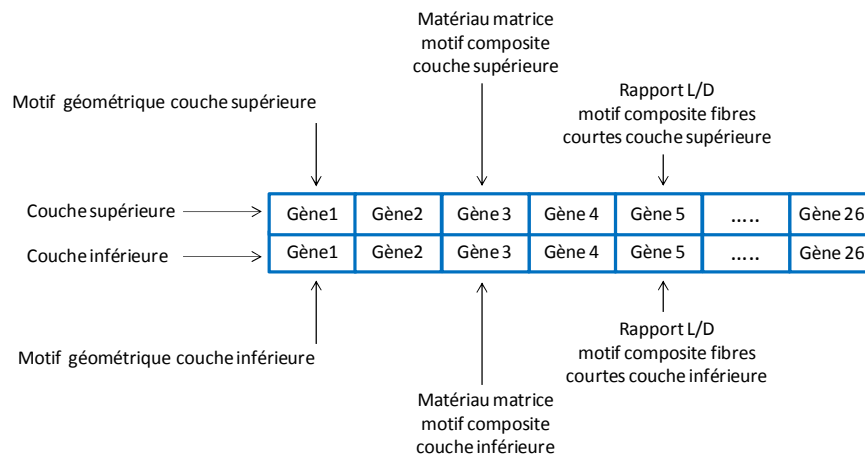 Matériau matrice
motif composite
couche supérieure
Motif géométrique couche supérieure
Rapport L/D
motif composite fibres
courtes couche supérieure
Couche supérieure
Gène1 Gène2 Gène 3 Gène 4 Gène 5 ..... Gène 26
Couche inférieure
Gène1 Gène2 Gène 3 Gène 4 Gène 5 ..... Gène 26
Motif géométrique couche inférieure
Rapport L/D
motif composite fibres
courtes couche inférieure
Matériau matrice
motif composite
couche inférieure